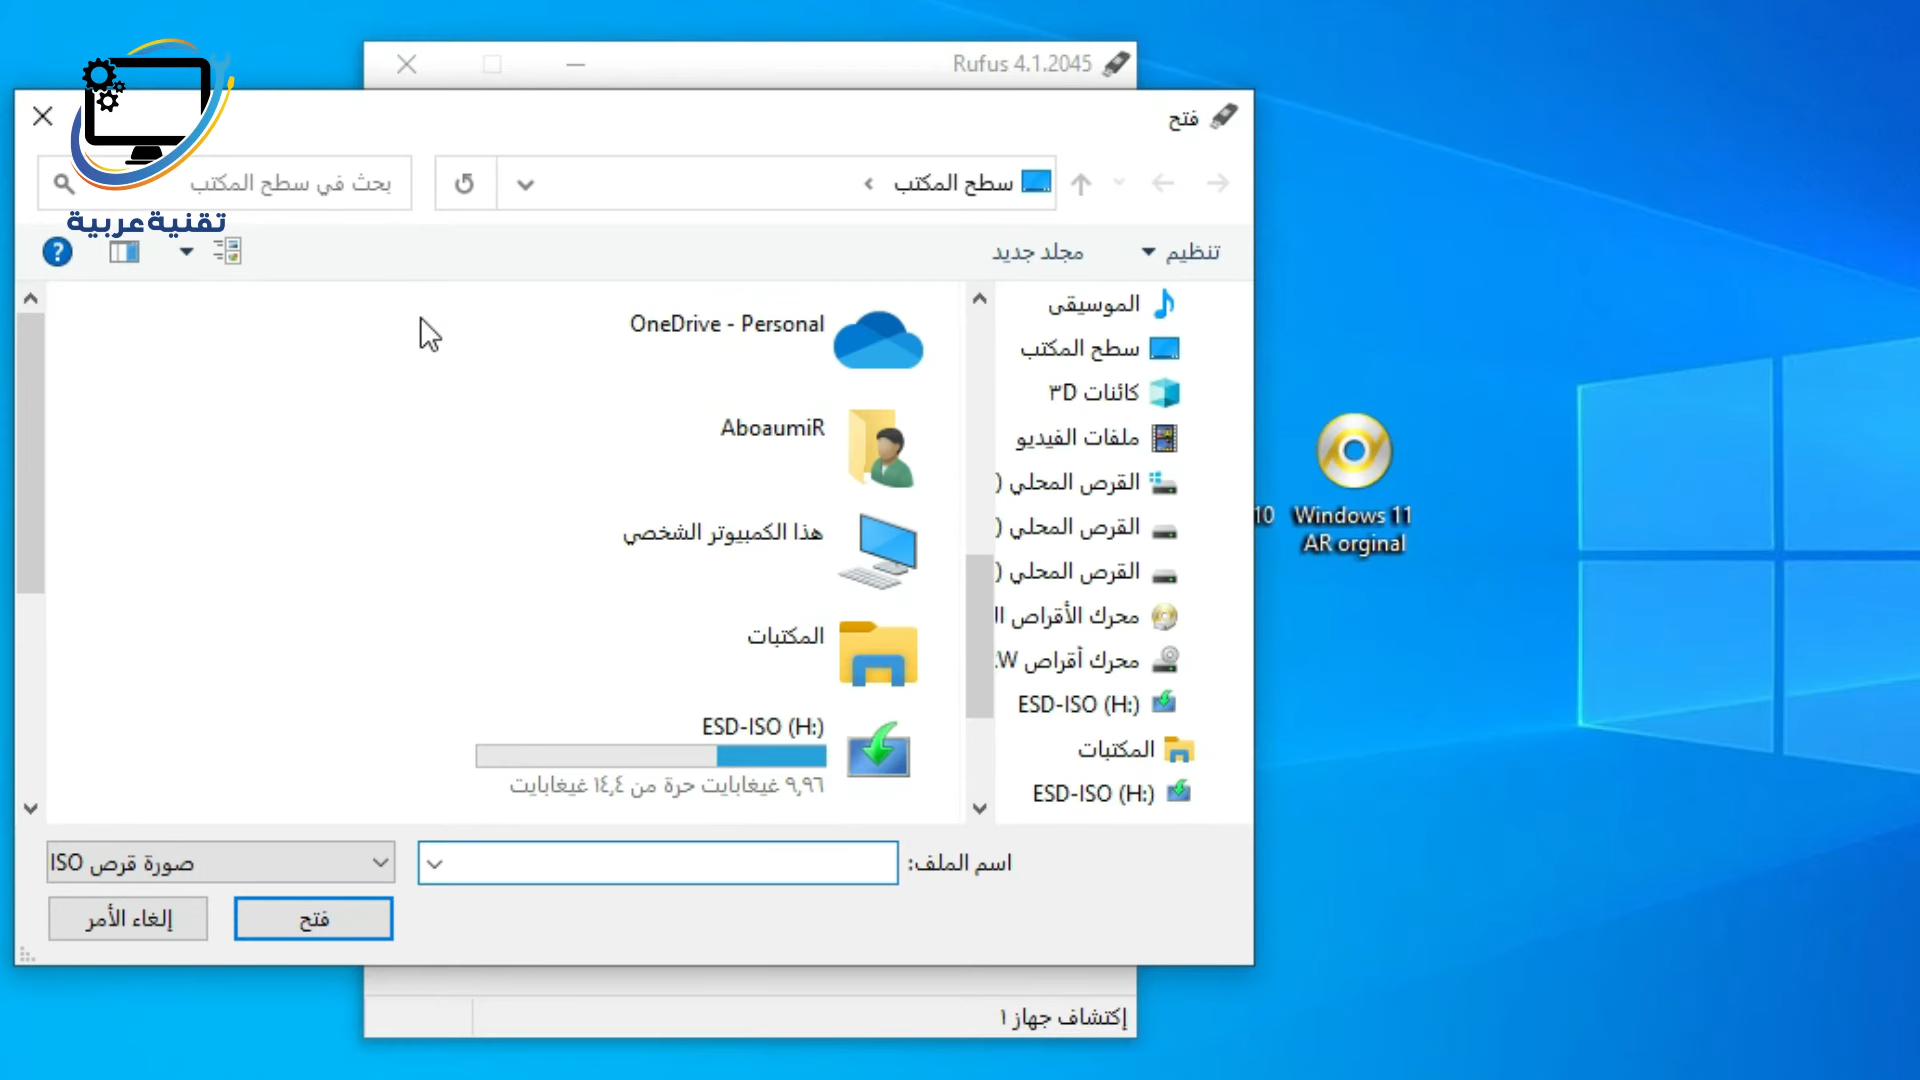 Rufus 4.1.2045
فتح
سطح المكتب
بحث في سطح المكتب
تقنية عربية
تنظيم
مجلد جديد
?
الموسيقى
سطح المكتب
كائنات ٣D
ملفات الفيديو
القرص المحلي (
القرص المحلي (
القرص المحلي (
محرك الأقراص ال
محرك أقراص W.
ESD-ISO (H:)
المكتبات
ESD-ISO (H:)
OneDrive - Personal
AboaumiR
هذا الكمبيوتر الشخصي
المكتبات
ESD-ISO (H:)
٩,٩٦ غيغابايت حرة من ١٤,٤ غيغابايت
اسم الملف:
صورة قرص ISO
فتح
إلغاء الأمر
إكتشاف جهاز ١
10
Windows 11
AR orginal